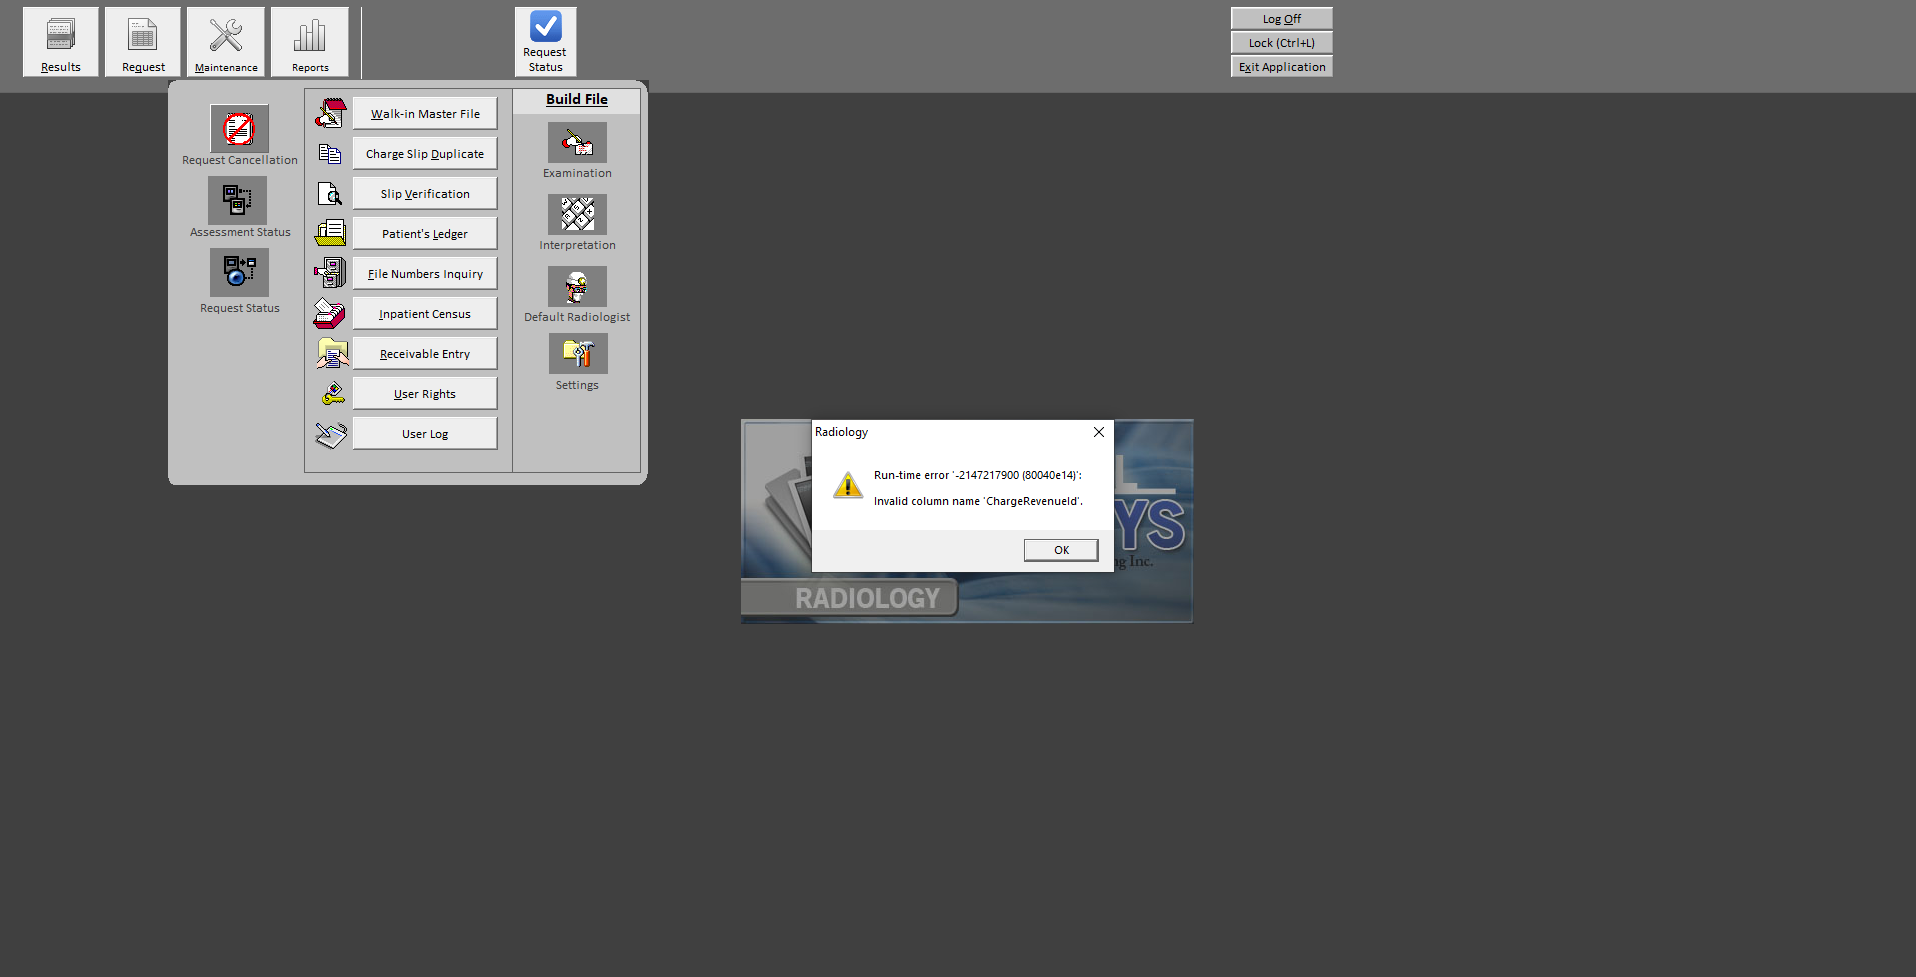 Results
Request
Maintenance
Reports
Request
Status
Log Off
Lock (Ctrl+L)
Exit Application
Request Cancellation
Assessment Status
Request Status
Walk-in Master File
Charge Slip Duplicate
Slip Verification
Patient's Ledger
File Numbers Inquiry
Inpatient Census
Receivable Entry
User Rights
User Log
Build File
Examination
Interpretation
Default Radiologist
Settings
Radiology
Run-time error '-2147217900 (80040e14)':
Invalid column name 'ChargeRevenueId'.
OK
L
YS
Inc.
RADIOLOGY